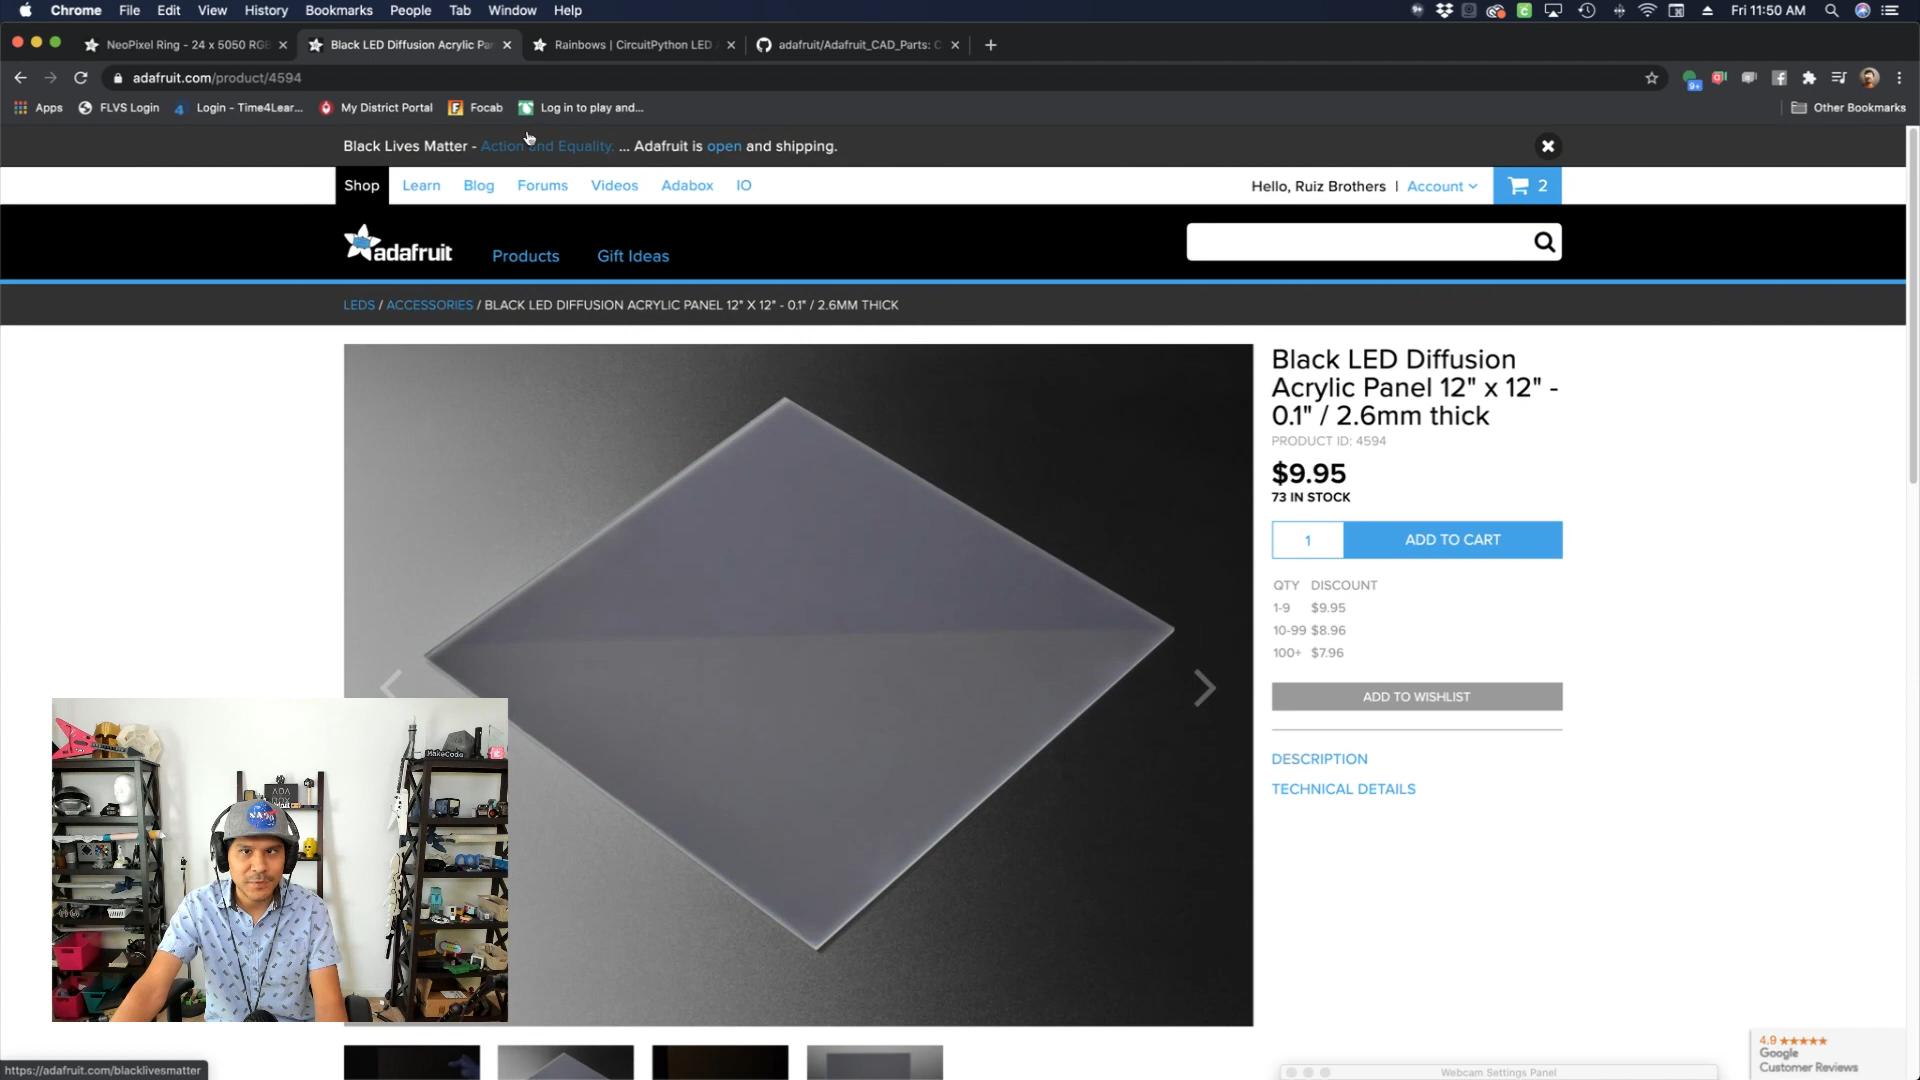 Chrome File Edit View History Bookmarks People Tab Window Help Fri 11:50 AM
NeoPixel Ring - 24 x 5050 RGB
Black LED Diffusion Acrylic Pa
Rainbows | CircuitPython LED
adafruit/Adafruit_CAD_Parts: C
adafruit.com/product/4594
Apps FLVS Login Login - Time4Lear... My District Portal Focab Log in to play and... Other Bookmarks
Black Lives Matter - Action and Equality. ... Adafruit is open and shipping.
Shop Learn Blog Forums Videos Adabox IO Hello, Ruiz Brothers | Account 2
adafruit Products Gift Ideas
LEDS / ACCESSORIES / BLACK LED DIFFUSION ACRYLIC PANEL 12" X 12" - 0.1" / 2.6MM THICK
Black LED Diffusion
Acrylic Panel 12" x 12" -
0.1" / 2.6mm thick
PRODUCT ID: 4594
$9.95
73 IN STOCK
1 ADD TO CART
QTY DISCOUNT
1-9 $9.95
10-99 $8.96
100+ $7.96
ADD TO WISHLIST
DESCRIPTION
TECHNICAL DETAILS
MakeCode
ADA
BOX
NASA
4.9
Google
Customer Reviews
https://adafruit.com/blacklivesmatter
Webcam Settings Panel